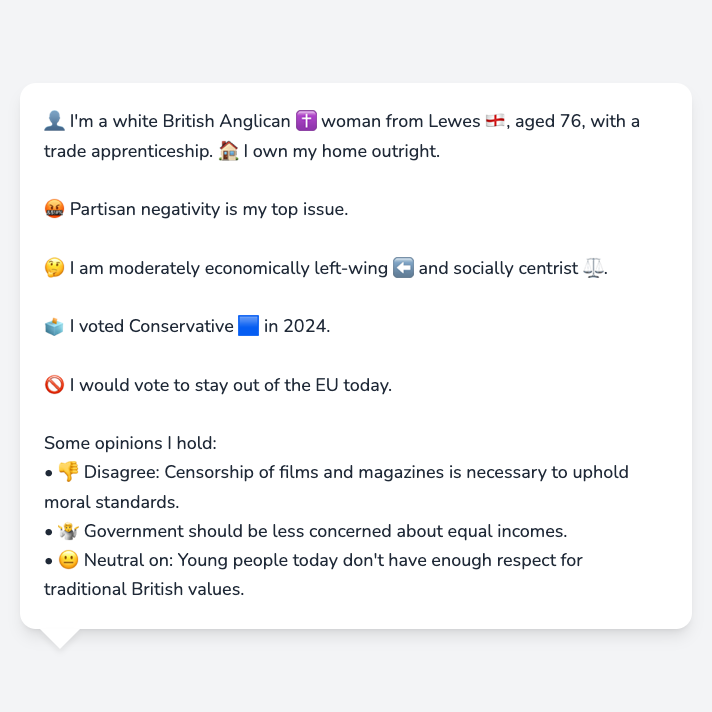 👤 I'm a white British Anglican ✝️ woman from Lewes 🏴󠁧󠁢󠁥󠁮󠁧󠁿, aged 76, with a
trade apprenticeship. 🏠 I own my home outright.
🤬 Partisan negativity is my top issue.
🤔 I am moderately economically left-wing ⬅️ and socially centrist ⚖️.
🗳️ I voted Conservative 🟦 in 2024.
🚫 I would vote to stay out of the EU today.
Some opinions I hold:
• 👎 Disagree: Censorship of films and magazines is necessary to uphold
moral standards.
• 🤷 Government should be less concerned about equal incomes.
• 😐 Neutral on: Young people today don't have enough respect for
traditional British values.